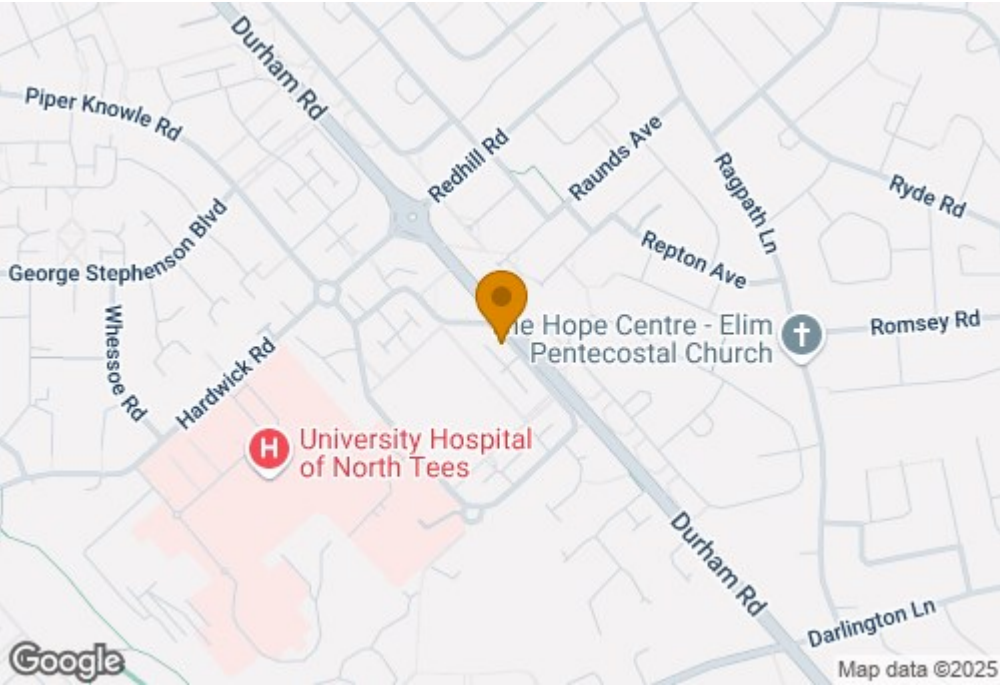 Durham Rd
Piper Knowle Rd
Redhill Rd
Raunds Ave
Ragpath Ln
Ryde Rd
George Stephenson Blvd
Repton Ave
Whessoe Rd
Hope Centre - Elim
Pentecostal Church
Romsey Rd
Hardwick Rd
H
University Hospital
of North Tees
Durham Rd
Darlington Ln
Google
Map data ©2025